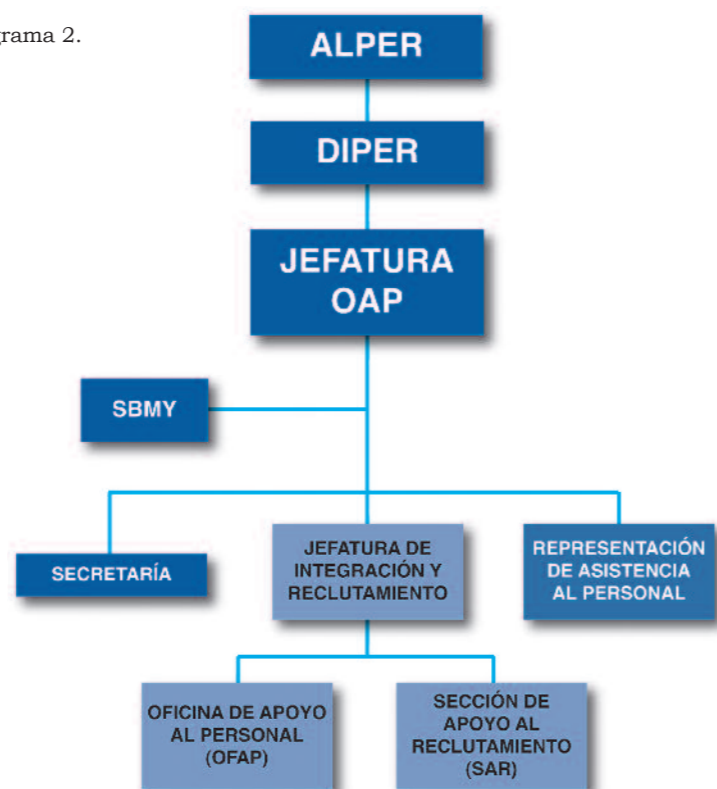 grama 2.
ALPER
DIPER
JEFATURA
OAP
SBMY
SECRETARÍA
JEFATURA DE
INTEGRACIÓN Y
RECLUTAMIENTO
REPRESENTACIÓN
DE ASISTENCIA
AL PERSONAL
OFICINA DE APOYO
AL PERSONAL
(OFAP)
SECCIÓN DE
APOYO AL
RECLUTAMIENTO
(SAR)